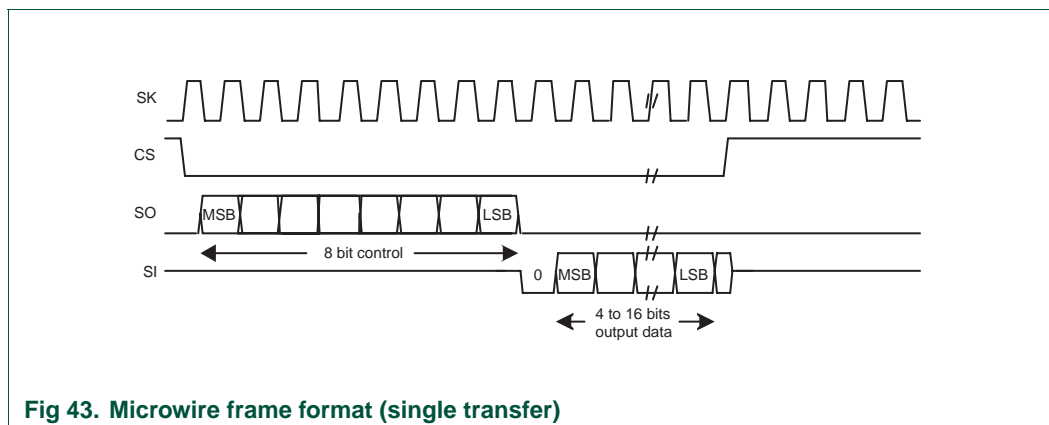 SK
CS
SO
MSB
LSB
8 bit control
SI
0
MSB
LSB
4 to 16 bits
output data
Fig 43. Microwire frame format (single transfer)